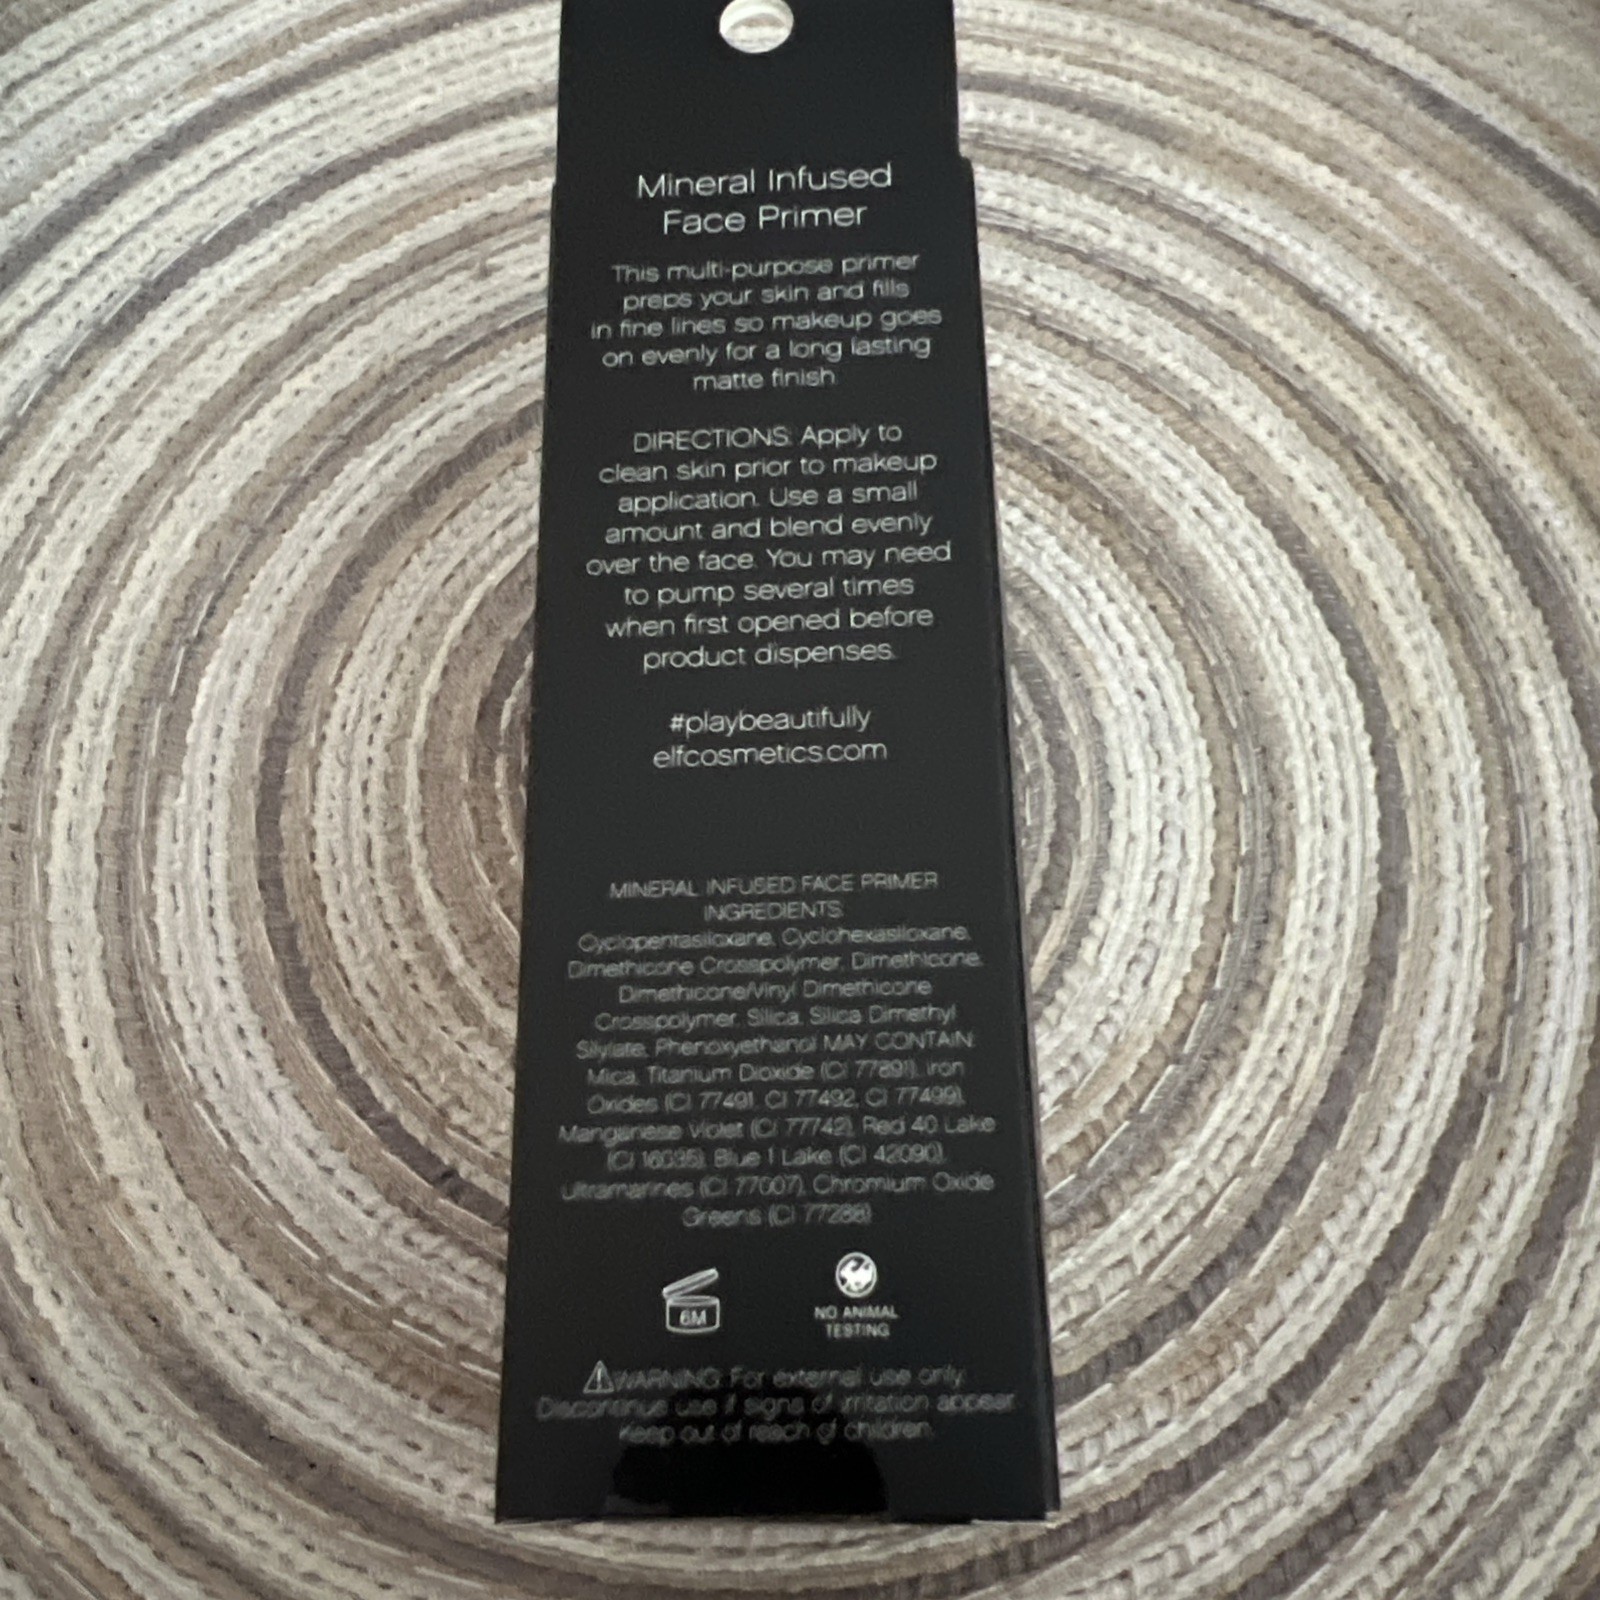 Mineral Infused
Face Primer
This multi-purpose primer
preps your skin and fills
in fine lines so makeup goes
on evenly for a long lasting
matte finish.
DIRECTIONS: Apply to
clean skin prior to makeup
application. Use a small
amount and blend evenly
over the face. You may need
to pump several times
when first opened before
product dispenses.
#playbeautifully
elfcosmetics.com
MINERAL INFUSED FACE PRIMER
INGREDIENTS:
Cyclopentasiloxane, Cyclohexasiloxane,
Dimethicone Crosspolymer, Dimethicone,
Dimethicone/Vinyl Dimethicone
Crosspolymer, Silica, Silica Dimethyl
Silylate, Phenoxyethanol MAY CONTAIN:
Mica, Titanium Dioxide (CI 77891), Iron
Oxides (CI 77491, CI 77492, CI 77499),
Manganese Violet (CI 77742), Red 40 Lake
(CI 16035), Blue 1 Lake (CI 42090),
Ultramarines (CI 77007), Chromium Oxide
Greens (CI 77288)
6M
NO ANIMAL
TESTING
WARNING: For external use only.
Discontinue use if signs of irritation appear.
Keep out of reach of children.